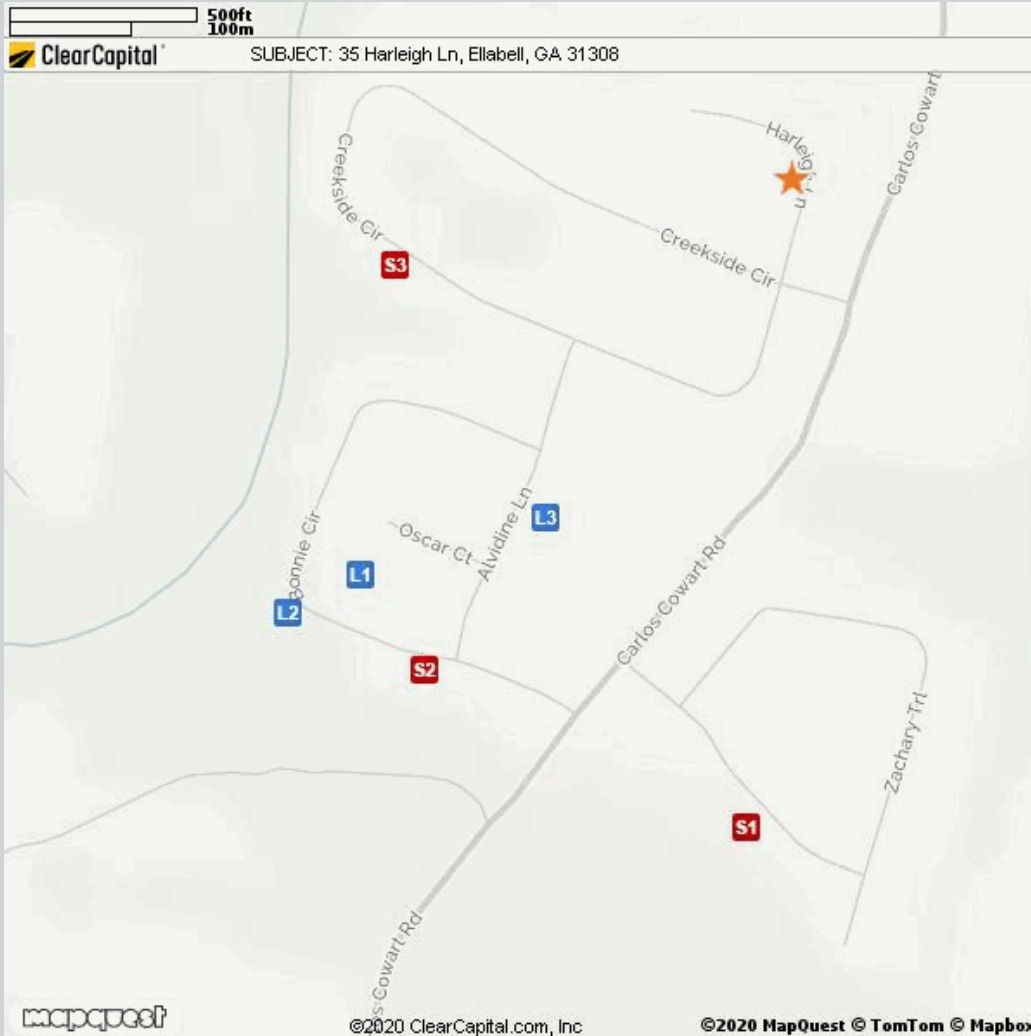 500ft
100m
ClearCapital
SUBJECT: 35 Harleigh Ln, Ellabell, GA 31308
Carlos Cowart
Harleigh Ln
Creekside Cir
Creekside Cir
S3
L3
Alvidine Ln
Oscar Ct
Bonnie Cir
L1
L2
Carlos Cowart Rd
S2
Zachary Trl
S1
os Cowart Rd
mapquest
©2020 ClearCapital.com, Inc
©2020 MapQuest © TomTom © Mapbox